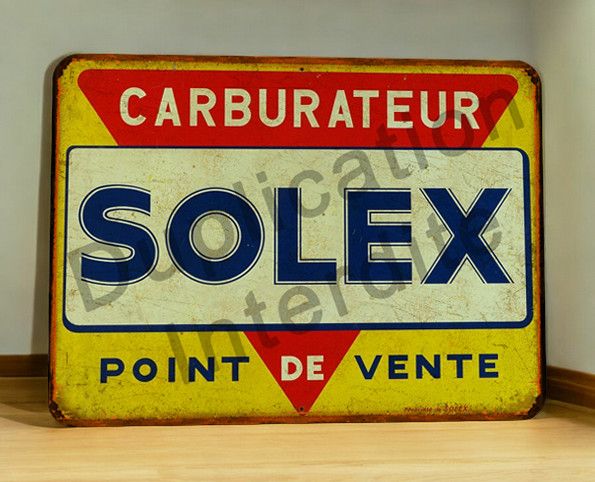 CARBURATEUR
SOLEX
POINT DE VENTE
Duplication
Interdite